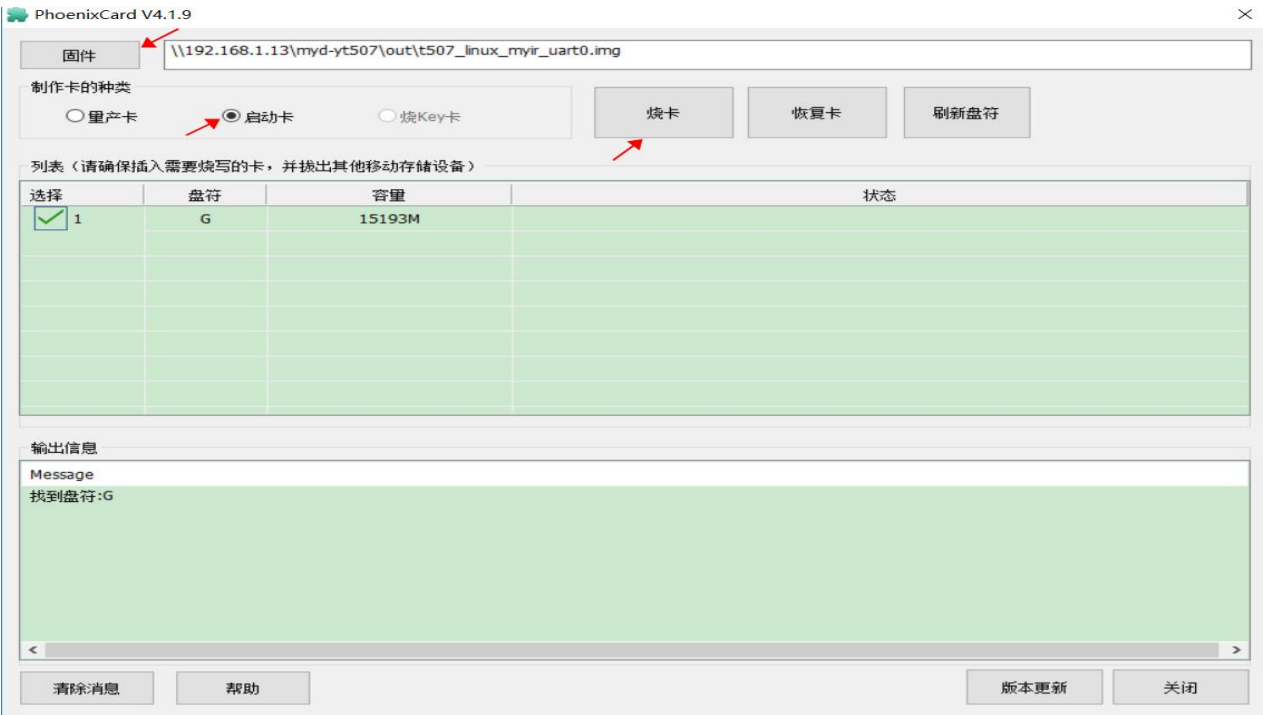 PhoenixCard V4.1.9
固件 \\192.168.1.13\myd-yt507\out\t507_linux_myir_uart0.img
制作卡的种类
量产卡 启动卡 烧Key卡 烧卡 恢复卡 刷新盘符
列表（请确保插入需要烧写的卡，并拔出其他移动存储设备）
选择 盘符 容量 状态
1 G 15193M
输出信息
Message
找到盘符:G
清除消息 帮助 版本更新 关闭